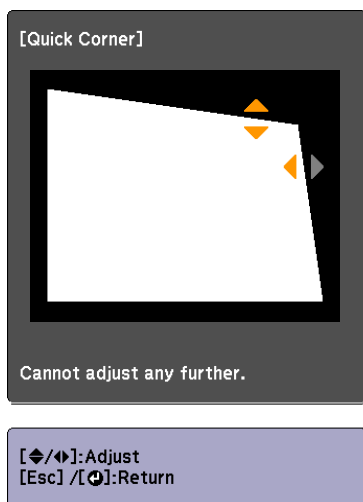 [Quick Corner]
Cannot adjust any further.
[◆/◆]:Adjust
[Esc] /[↵]:Return